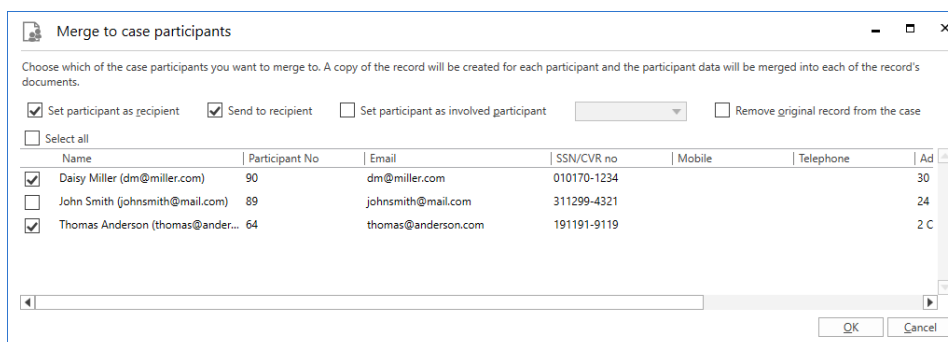 Merge to case participants
Choose which of the case participants you want to merge to. A copy of the record will be created for each participant and the participant data will be merged into each of the record's
documents.
Set participant as recipient Send to recipient Set participant as involved participant Remove original record from the case
Select all
Name Participant No Email SSN/CVR no Mobile Telephone Ad
Daisy Miller (dm@miller.com) 90 dm@miller.com 010170-1234 30
John Smith (johnsmith@mail.com) 89 johnsmith@mail.com 311299-4321 24
Thomas Anderson (thomas@ander... 64 thomas@anderson.com 191191-9119 2 C
OK Cancel